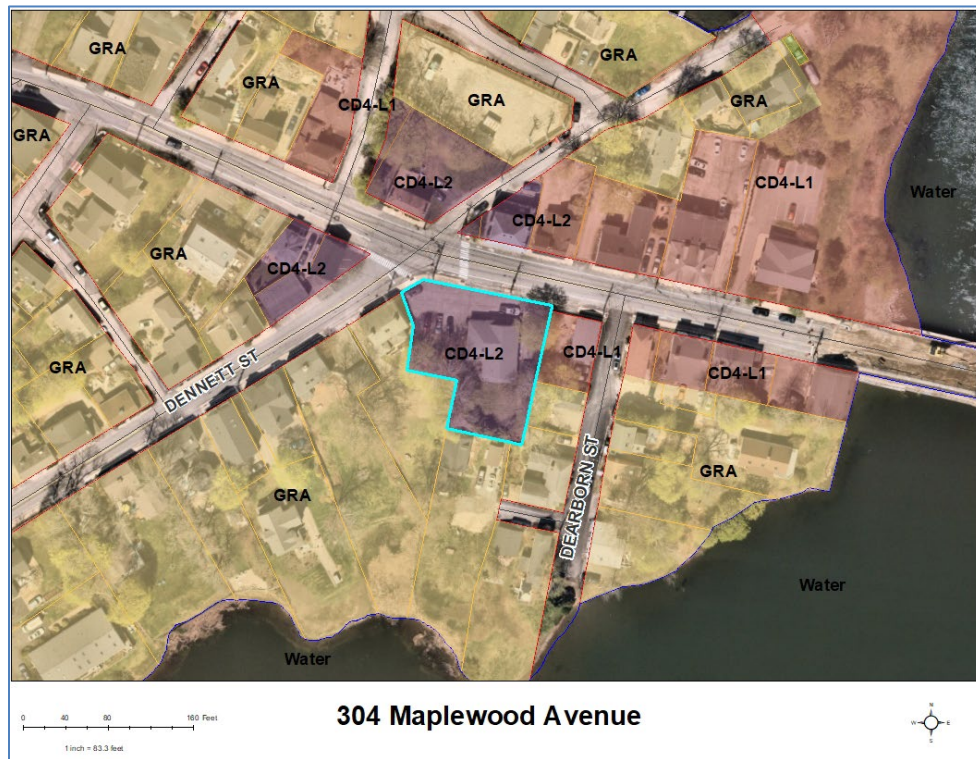 GRA
GRA
GRA
CD4-L1
GRA
GRA
GRA
CD4-L2
CD4-L1
Water
CD4-L2
GRA
CD4-L2
CD4-L2
CD4-L1
GRA
DENNETT ST
CD4-L1
GRA
GRA
DEARBORN ST
Water
Water
0 40 80 160 Feet
1 inch = 83.3 feet
304 Maplewood Avenue
N
W E
S